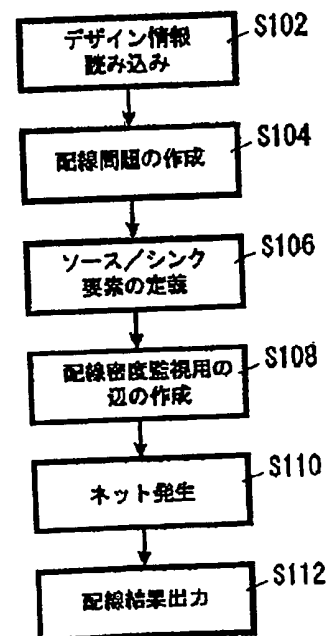 デザイン情報
読み込み
S102
配線問題の作成
S104
ソース／シンク
要素の定義
S106
配線密度監視用の
辺の作成
S108
ネット発生
S110
配線結果出力
S112